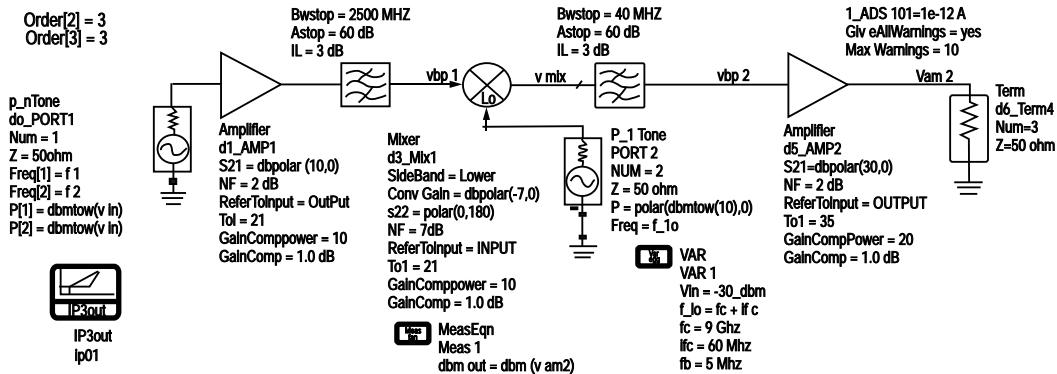 Order[2] = 3
Order[3] = 3
Bwstop = 2500 MHZ
Astop = 60 dB
IL = 3 dB
Bwstop = 40 MHZ
Astop = 60 dB
IL = 3 dB
1_ADS 101=1e-12 A
Giv eAllWarnings = yes
Max Warnings = 10
vbp 1
Lo
v mix
vbp 2
Vam 2
p_nTone
do_PORT1
Num = 1
Z = 50ohm
Freq[1] = f 1
Freq[2] = f 2
P[1] = dbmtow(v in)
P[2] = dbmtow(v in)
Amplifier
d1_AMP1
S21 = dbpolar (10,0)
NF = 2 dB
ReferToInput = OutPut
Tol = 21
GainComppower = 10
GainComp = 1.0 dB
Mixer
d3_Mix1
SideBand = Lower
Conv Gain = dbpolar(-7,0)
s22 = polar(0,180)
NF = 7dB
ReferToInput = INPUT
To1 = 21
GainComppower = 10
GainComp = 1.0 dB
P_1 Tone
PORT 2
NUM = 2
Z = 50 ohm
P = polar(dbmtow(10),0)
Freq = f_1o
Amplifier
d5_AMP2
S21=dbpolar(30,0)
NF = 2 dB
ReferToInput = OUTPUT
To1 = 35
GainCompPower = 20
GainComp = 1.0 dB
Term
d6_Term4
Num=3
Z=50 ohm
IP3out
IP3out
ip01
Meas
MeasEqn
Meas 1
dbm out = dbm (v am2)
Var
eqn
VAR
VAR 1
Vin = -30_dbm
f_lo = fc + if c
fc = 9 Ghz
ifc = 60 Mhz
fb = 5 Mhz